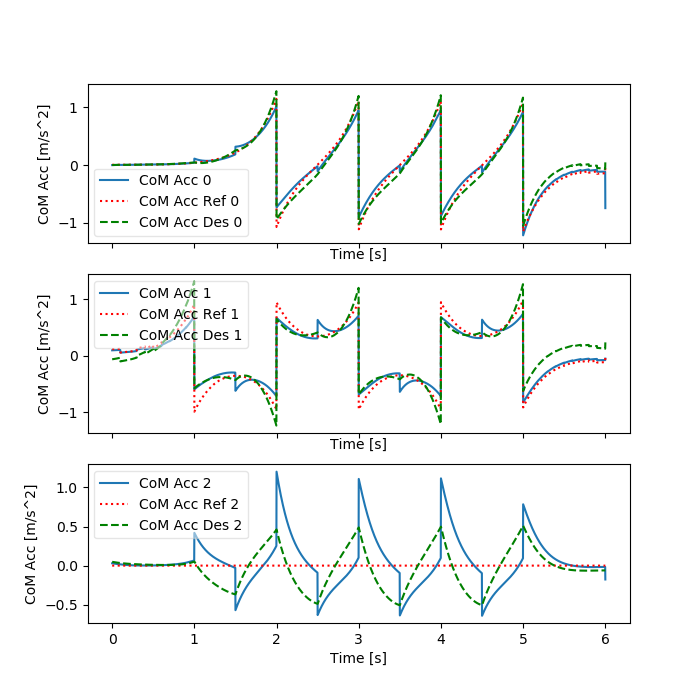 CoM Acc [m/s^2]
1
0
−1
CoM Acc 0
CoM Acc Ref 0
CoM Acc Des 0
Time [s]
CoM Acc [m/s^2]
1
0
−1
CoM Acc 1
CoM Acc Ref 1
CoM Acc Des 1
Time [s]
CoM Acc [m/s^2]
1.0
0.5
0.0
−0.5
CoM Acc 2
CoM Acc Ref 2
CoM Acc Des 2
0 1 2 3 4 5 6
Time [s]